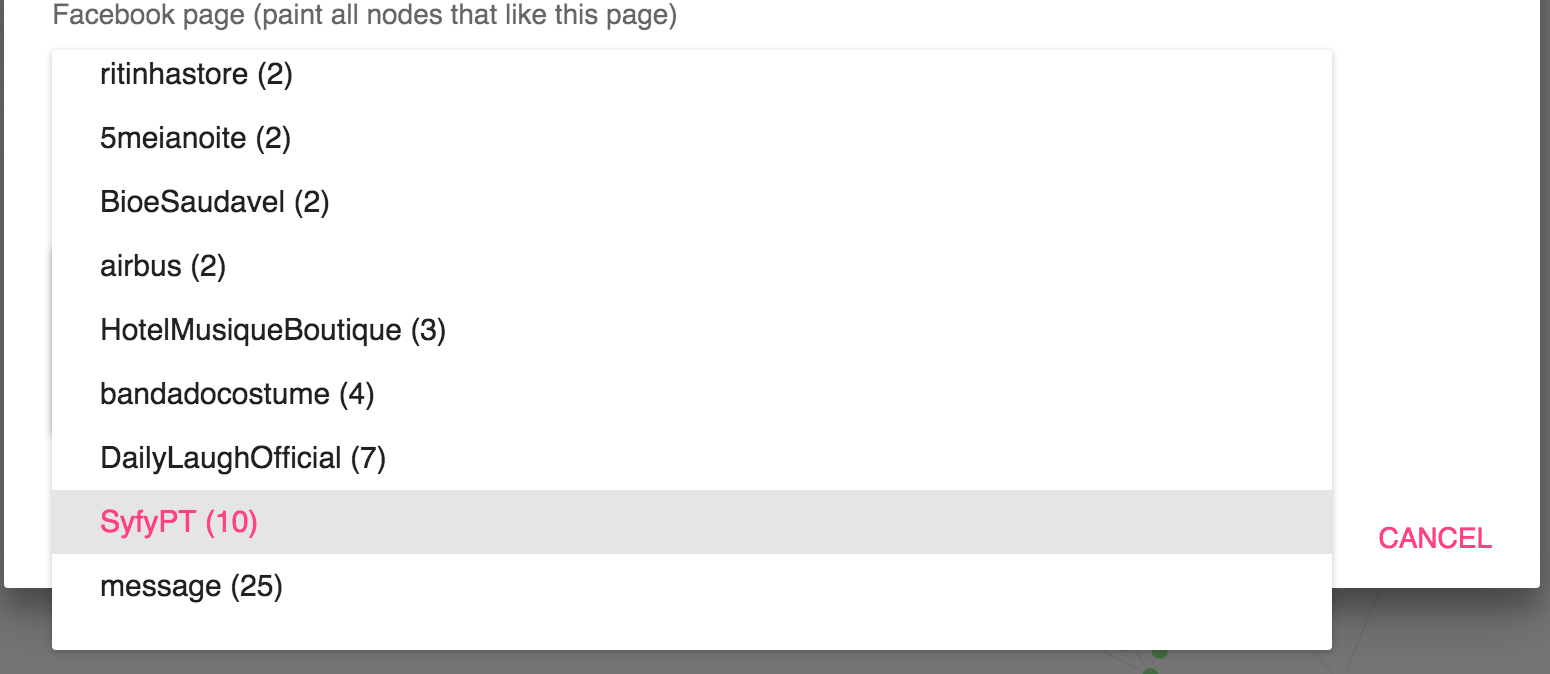 Facebook page (paint all nodes that like this page)
ritinhastore (2)
5meianoite (2)
BioeSaudavel (2)
airbus (2)
HotelMusiqueBoutique (3)
bandadocostume (4)
DailyLaughOfficial (7)
SyfyPT (10)
CANCEL
message (25)